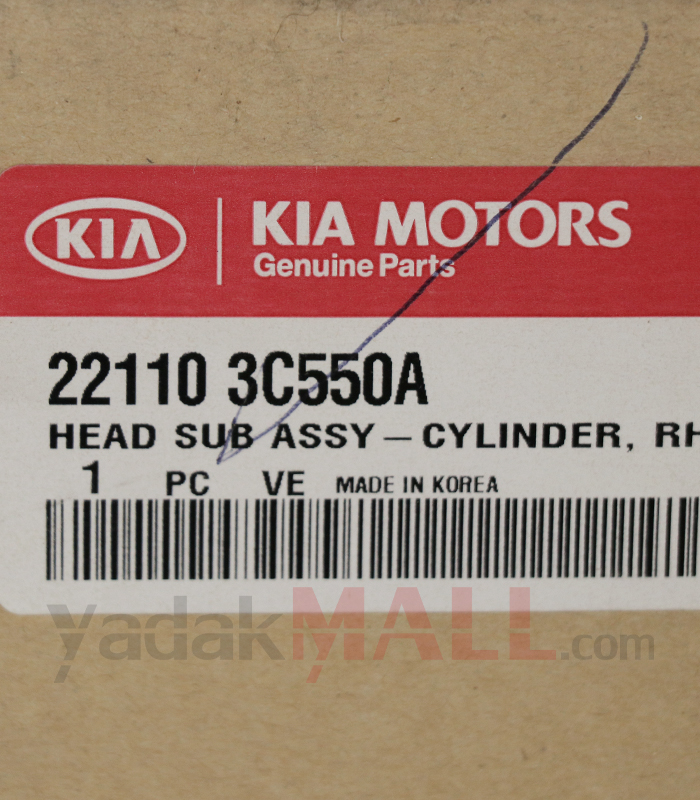 KIA
KIA MOTORS
Genuine Parts
22110 3C550A
HEAD SUB ASSY-CYLINDER, RH
1 PC VE MADE IN KOREA
yadakMALL.com